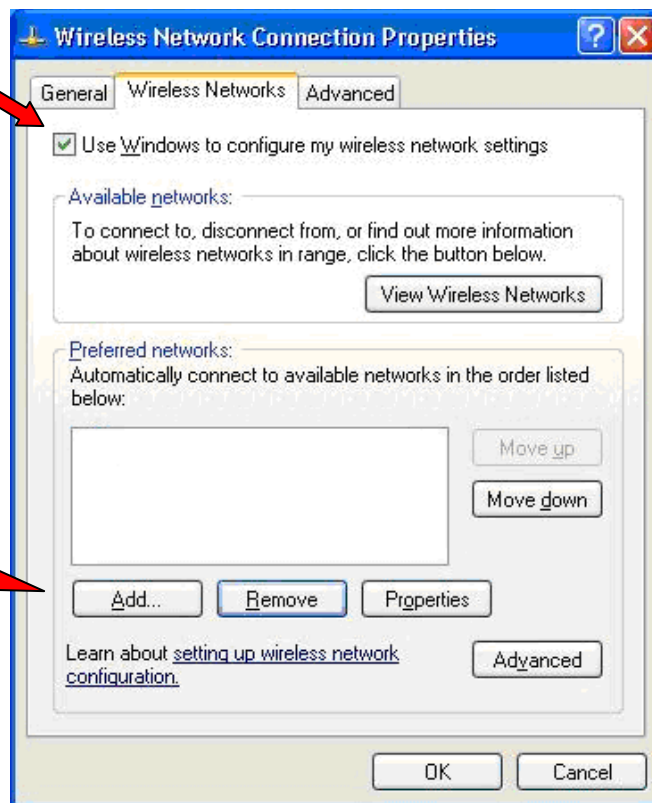 Wireless Network Connection Properties
General Wireless Networks Advanced
Use Windows to configure my wireless network settings
Available networks:
To connect to, disconnect from, or find out more information
about wireless networks in range, click the button below.
View Wireless Networks
Preferred networks:
Automatically connect to available networks in the order listed
below:
Move up
Move down
Add... Remove Properties
Learn about setting up wireless network
configuration.
Advanced
OK Cancel